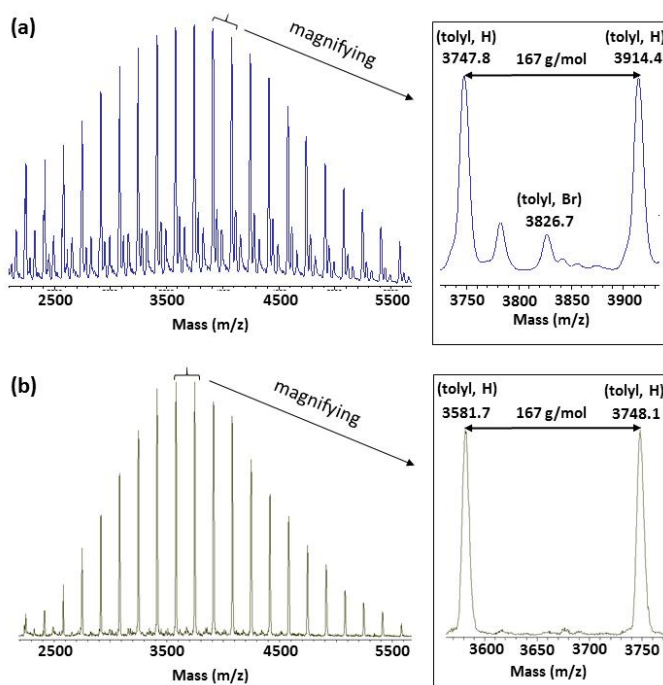 (a)
magnifying
2500
3500
4500
5500
Mass (m/z)
(tolyl, H)
3747.8
167 g/mol
(tolyl, H)
3914.4
(tolyl, Br)
3826.7
3750
3800
3850
3900
Mass (m/z)
(b)
magnifying
2500
3500
4500
5500
Mass (m/z)
(tolyl, H)
3581.7
167 g/mol
(tolyl, H)
3748.1
3600
3650
3700
3750
Mass (m/z)